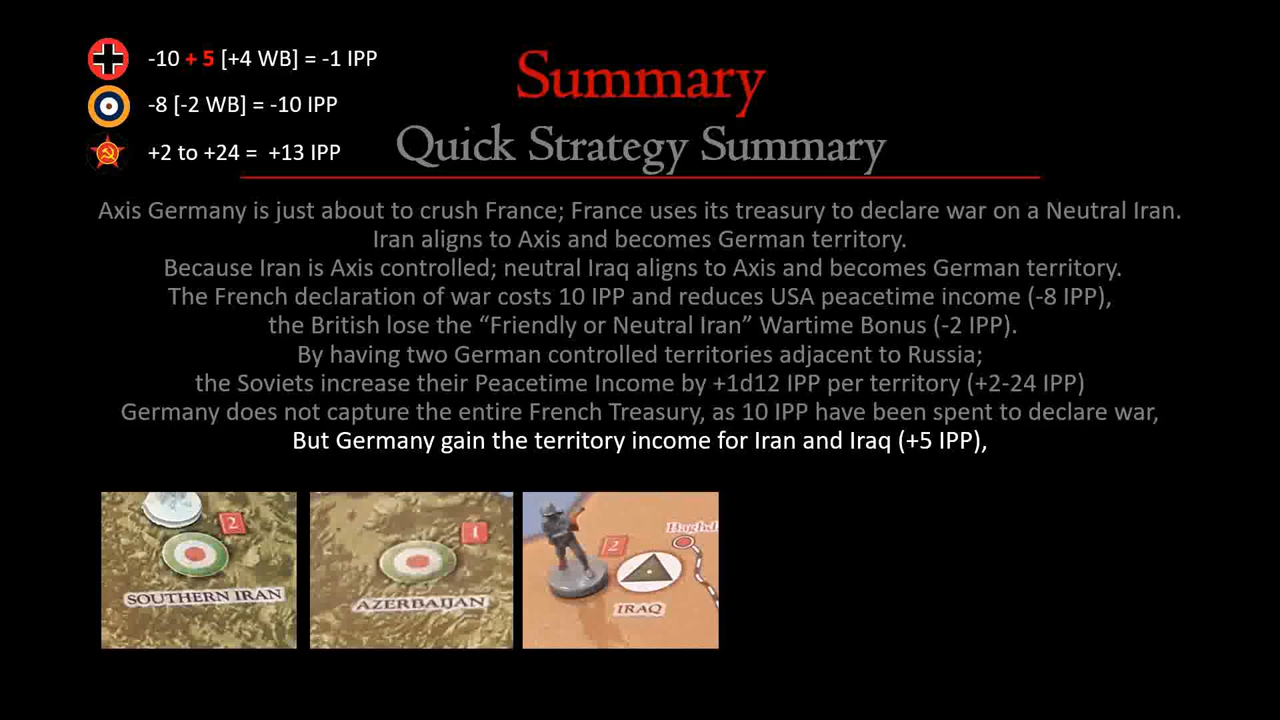 -10 + 5 [+4 WB] = -1 IPP
-8 [-2 WB] = -10 IPP
+2 to +24 = +13 IPP
Summary
Quick Strategy Summary
Axis Germany is just about to crush France; France uses its treasury to declare war on a Neutral Iran.
Iran aligns to Axis and becomes German territory.
Because Iran is Axis controlled; neutral Iraq aligns to Axis and becomes German territory.
The French declaration of war costs 10 IPP and reduces USA peacetime income (-8 IPP),
the British lose the “Friendly or Neutral Iran” Wartime Bonus (-2 IPP).
By having two German controlled territories adjacent to Russia;
the Soviets increase their Peacetime Income by +1d12 IPP per territory (+2-24 IPP)
Germany does not capture the entire French Treasury, as 10 IPP have been spent to declare war,
But Germany gain the territory income for Iran and Iraq (+5 IPP),
2
SOUTHERN IRAN
1
AZERBAIJAN
2
IRAQ